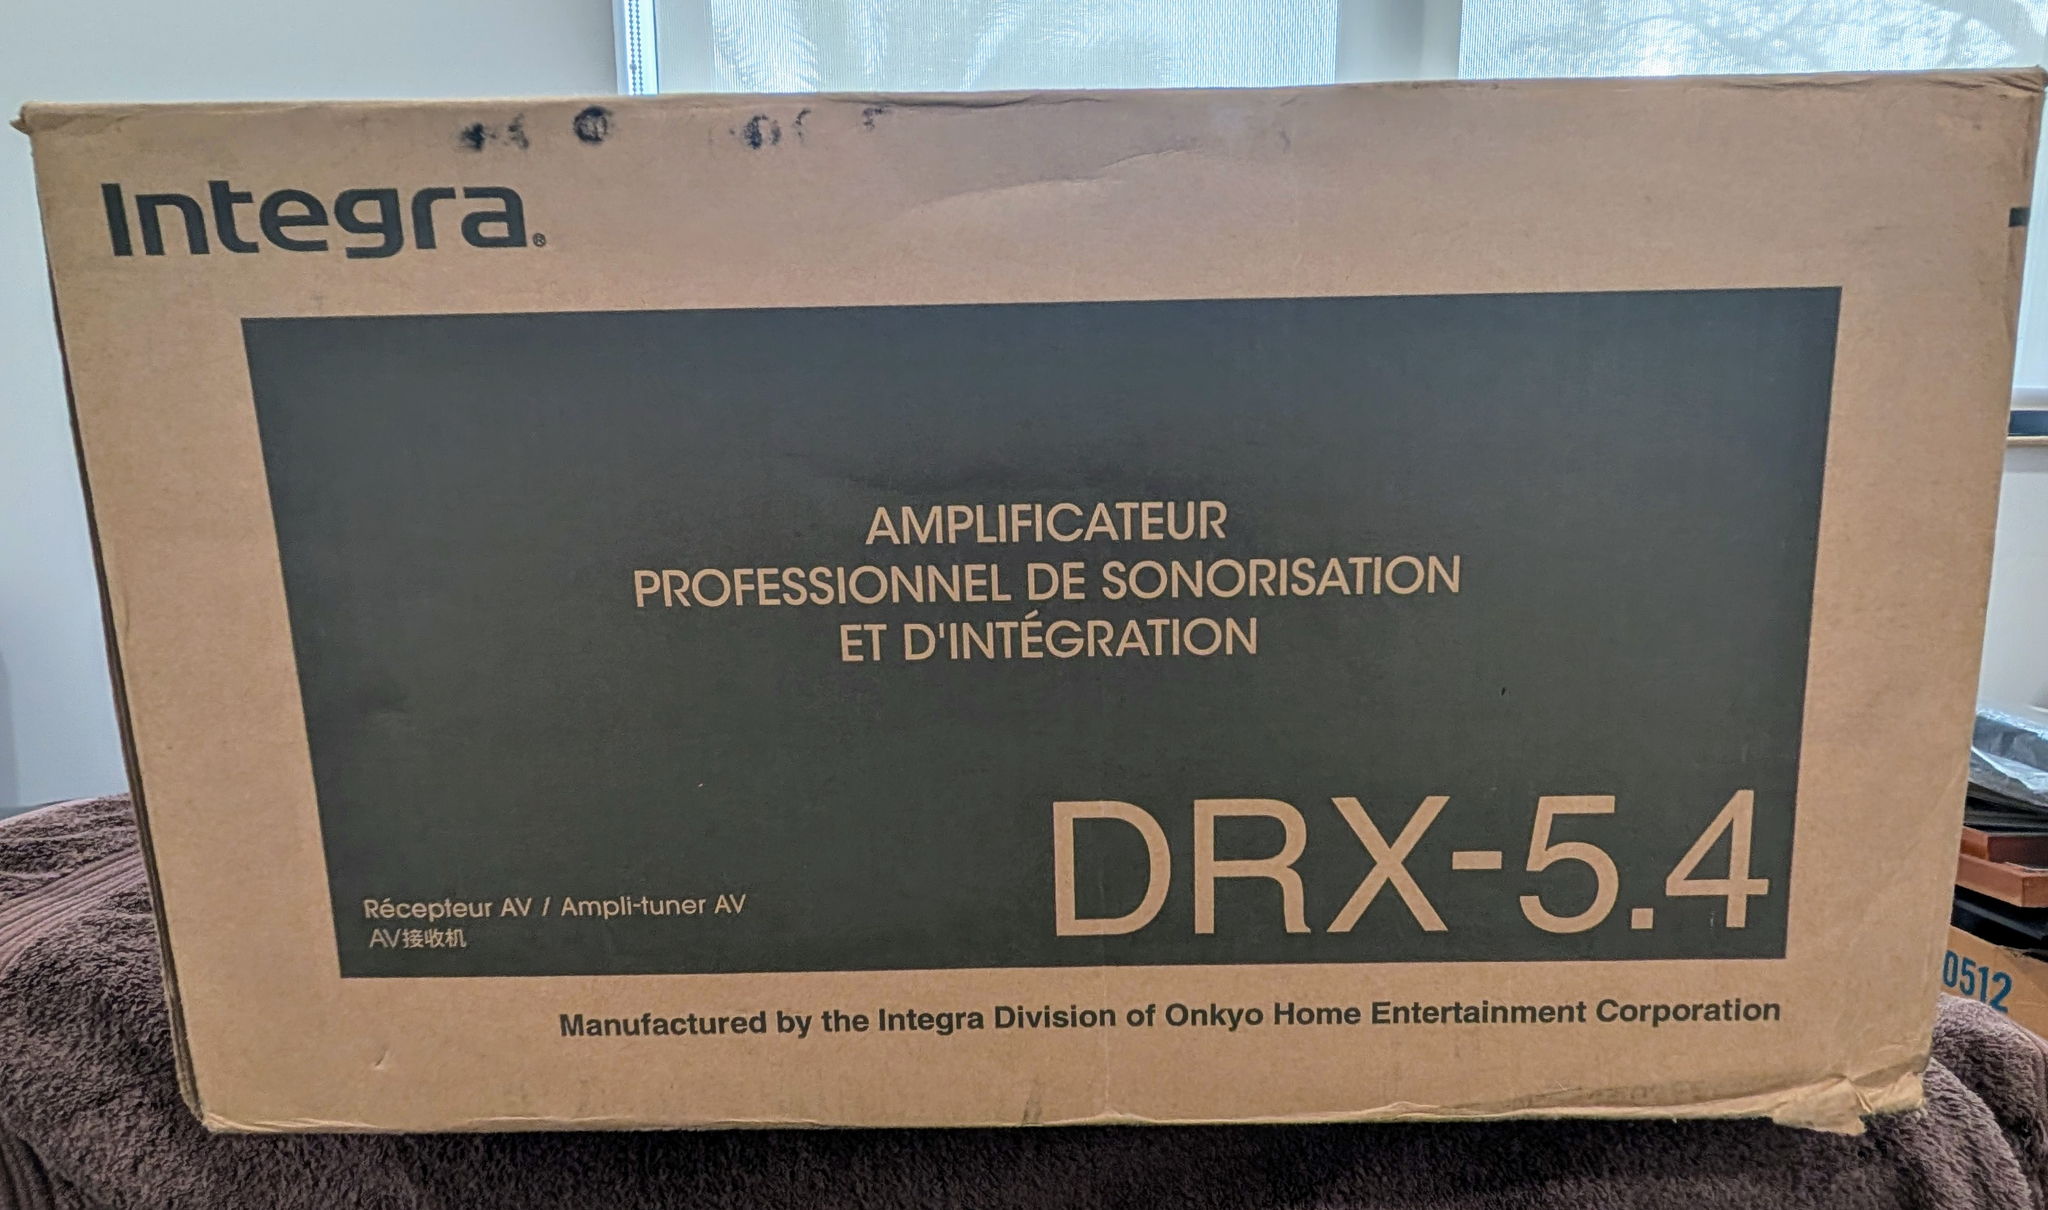 Integra®
AMPLIFICATEUR
PROFESSIONNEL DE SONORISATION
ET D'INTÉGRATION
DRX-5.4
Récepteur AV / Ampli-tuner AV
AV接收机
Manufactured by the Integra Division of Onkyo Home Entertainment Corporation
0512